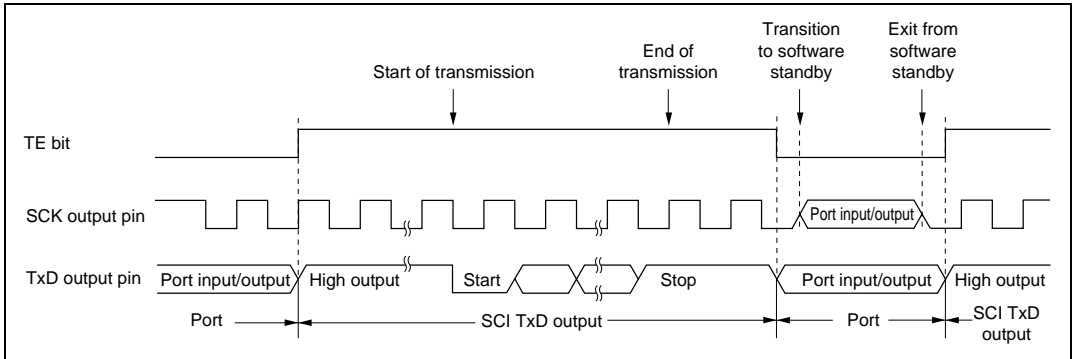 Start of transmission
End of
transmission
Transition
to software
standby
Exit from
software
standby
TE bit
SCK output pin
Port input/output
TxD output pin
Port input/output
High output
Start
Stop
Port input/output
High output
Port
SCI TxD output
Port
SCI TxD
output